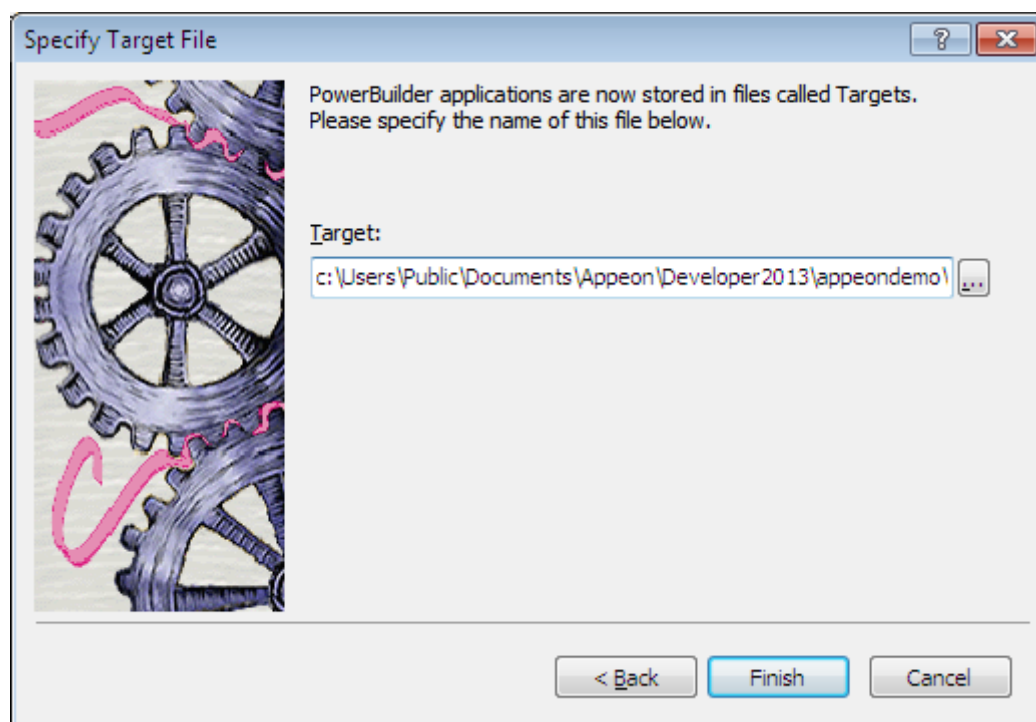 Specify Target File
PowerBuilder applications are now stored in files called Targets.
Please specify the name of this file below.
Target:
c:\Users\Public\Documents\Appeon\Developer2013\appeondemo\
...
< Back
Finish
Cancel